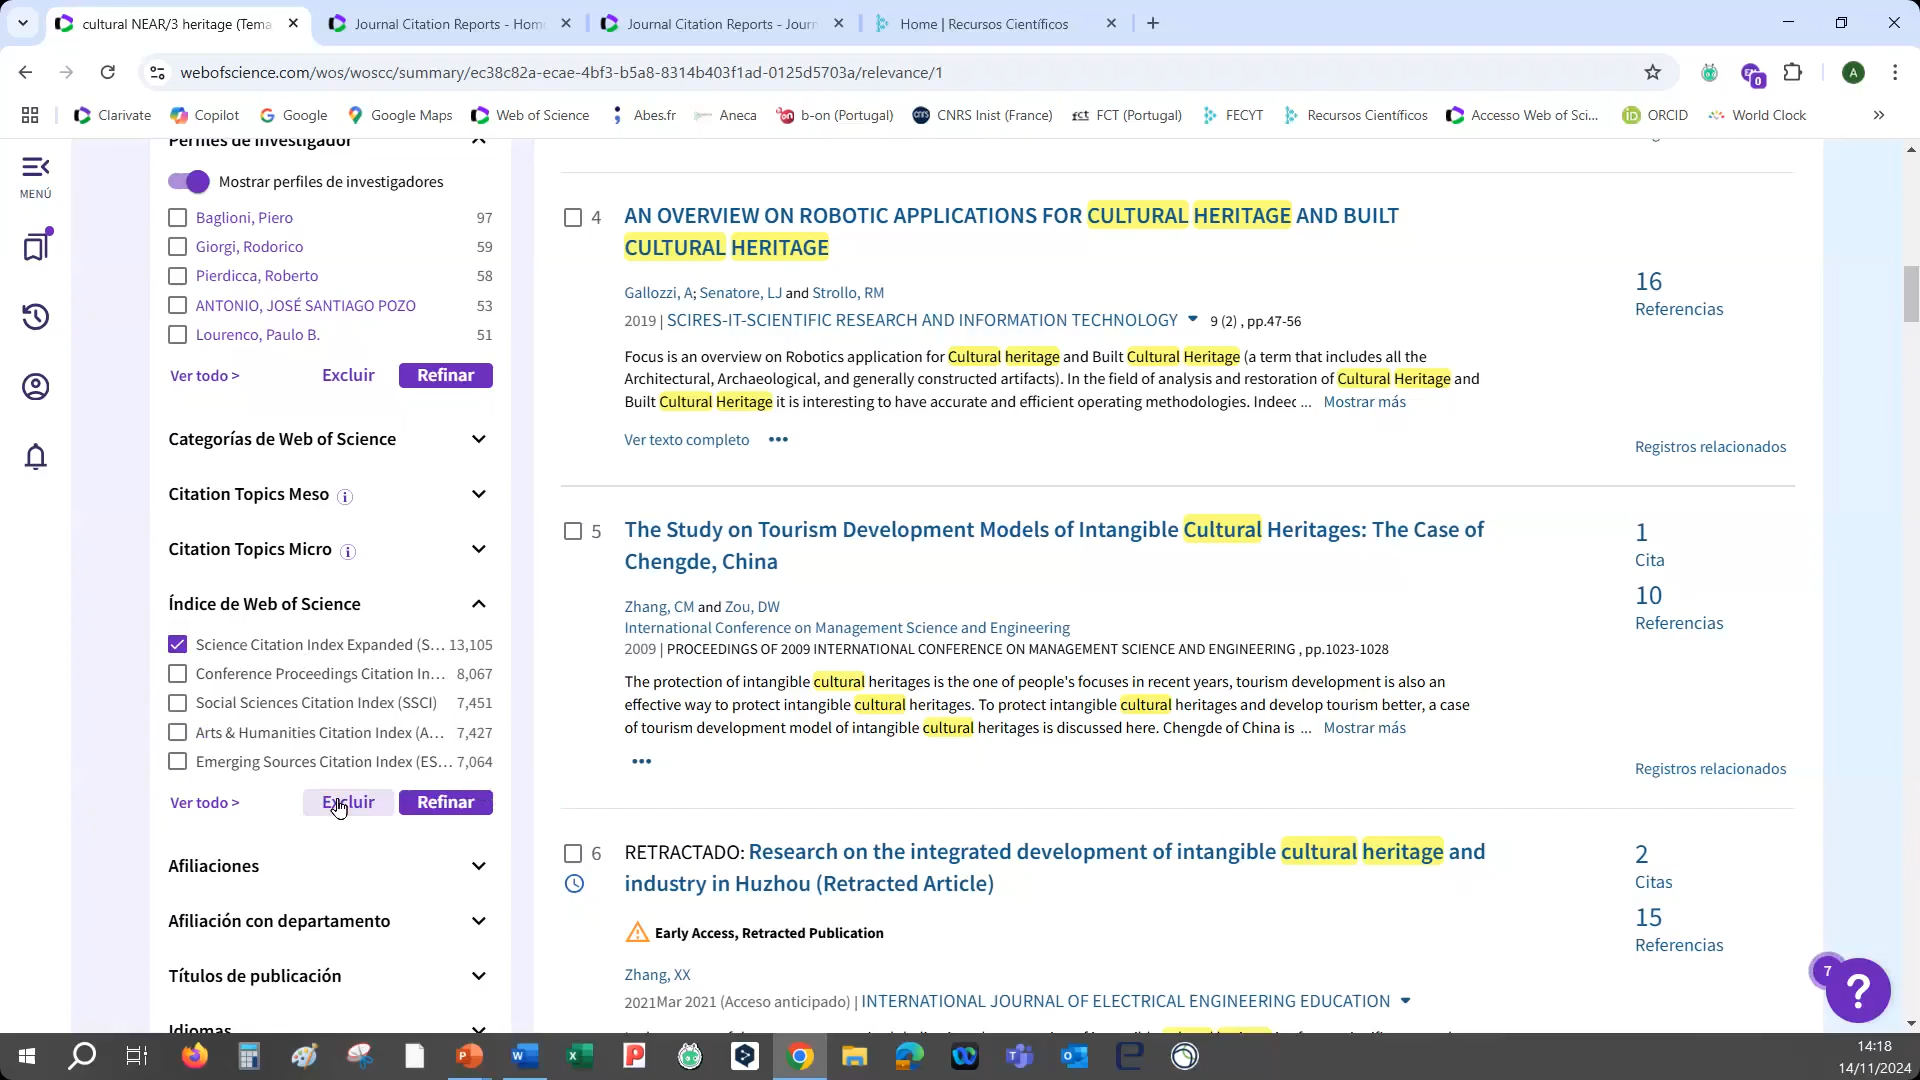 cultural NEAR/3 heritage (Tema
Journal Citation Reports - Hom
Journal Citation Reports - Jour
Home | Recursos Científicos
webofscience.com/wos/woscc/summary/ec38c82a-ecae-4bf3-b5a8-8314b403f1ad-0125d5703a/relevance/1
0
A
Clarivate
Copilot
Google
Google Maps
Web of Science
Abes.fr
Aneca
b-on (Portugal)
CNRS Inist (France)
FCT (Portugal)
FECYT
Recursos Científicos
Accesso Web of Sci...
ORCID
World Clock
MENÚ
Perfiles de investigador
Mostrar perfiles de investigadores
Baglioni, Piero 97
Giorgi, Rodorico 59
Pierdicca, Roberto 58
ANTONIO, JOSÉ SANTIAGO POZO 53
Lourenco, Paulo B. 51
Ver todo > Excluir Refinar
Categorías de Web of Science
Citation Topics Meso
Citation Topics Micro
Índice de Web of Science
Science Citation Index Expanded (S... 13,105
Conference Proceedings Citation In... 8,067
Social Sciences Citation Index (SSCI) 7,451
Arts & Humanities Citation Index (A... 7,427
Emerging Sources Citation Index (ES... 7,064
Ver todo > Excluir Refinar
Afiliaciones
Afiliación con departamento
Títulos de publicación
Idiomas
4 AN OVERVIEW ON ROBOTIC APPLICATIONS FOR CULTURAL HERITAGE AND BUILT
CULTURAL HERITAGE
Gallozzi, A; Senatore, LJ and Strollo, RM
2019 | SCIRES-IT-SCIENTIFIC RESEARCH AND INFORMATION TECHNOLOGY 9 (2) , pp.47-56
Focus is an overview on Robotics application for Cultural heritage and Built Cultural Heritage (a term that includes all the
Architectural, Archaeological, and generally constructed artifacts). In the field of analysis and restoration of Cultural Heritage and
Built Cultural Heritage it is interesting to have accurate and efficient operating methodologies. Indeec ... Mostrar más
Ver texto completo •••
16
Referencias
Registros relacionados
5 The Study on Tourism Development Models of Intangible Cultural Heritages: The Case of
Chengde, China
Zhang, CM and Zou, DW
International Conference on Management Science and Engineering
2009 | PROCEEDINGS OF 2009 INTERNATIONAL CONFERENCE ON MANAGEMENT SCIENCE AND ENGINEERING , pp.1023-1028
The protection of intangible cultural heritages is the one of people's focuses in recent years, tourism development is also an
effective way to protect intangible cultural heritages. To protect intangible cultural heritages and develop tourism better, a case
of tourism development model of intangible cultural heritages is discussed here. Chengde of China is ... Mostrar más
•••
1
Cita
10
Referencias
Registros relacionados
6 RETRACTADO: Research on the integrated development of intangible cultural heritage and
industry in Huzhou (Retracted Article)
Early Access, Retracted Publication
Zhang, XX
2021Mar 2021 (Acceso anticipado) | INTERNATIONAL JOURNAL OF ELECTRICAL ENGINEERING EDUCATION
2
Citas
15
Referencias
7
?
14:18
14/11/2024